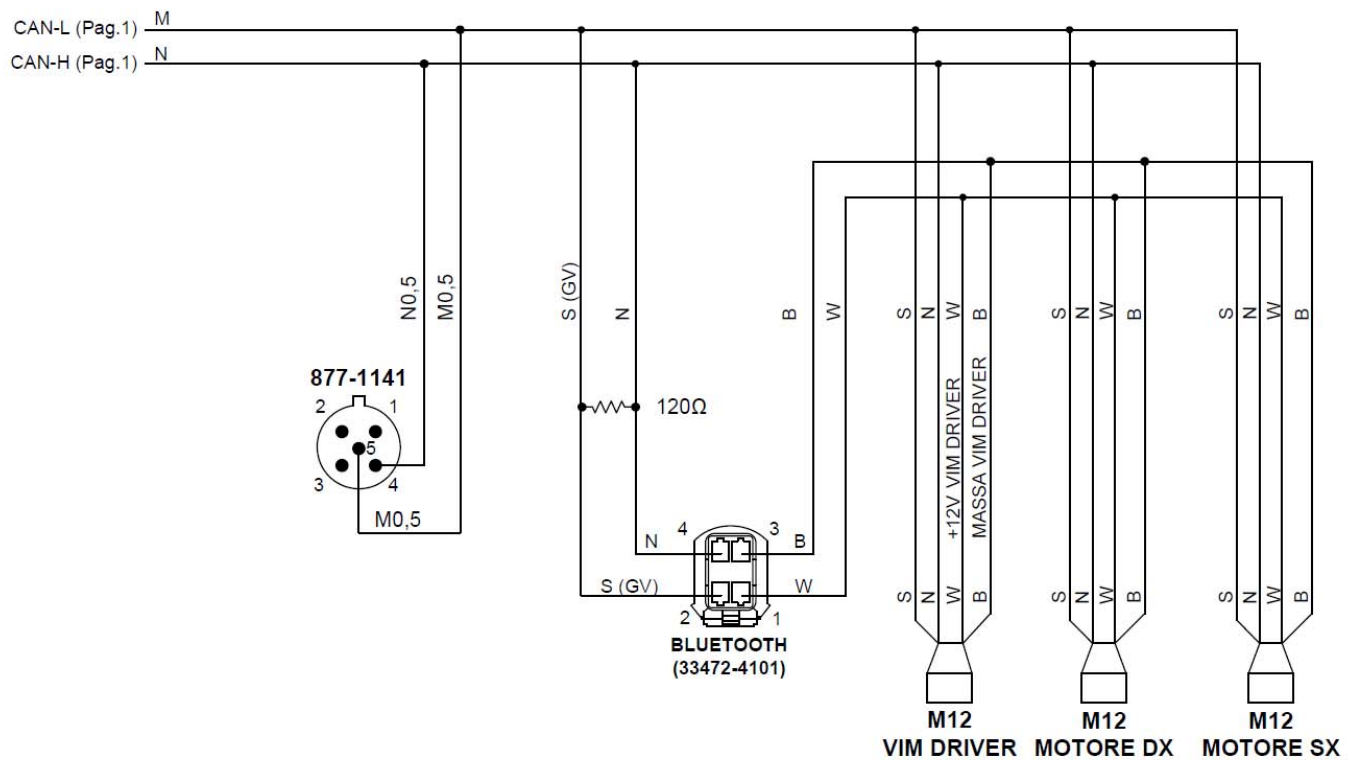 CAN-L (Pag.1) M
CAN-H (Pag.1) N
S (GV)
N
B
W
S
N
W
B
S
N
W
B
S
N
W
B
N0,5
M0,5
877-1141
2
1
5
3
4
M0,5
120Ω
+12V VIM DRIVER
MASSA VIM DRIVER
4
3
N
B
S (GV)
W
2
1
S
N
W
B
S
N
W
B
S
N
W
B
BLUETOOTH
(33472-4101)
M12
VIM DRIVER
M12
MOTORE DX
M12
MOTORE SX